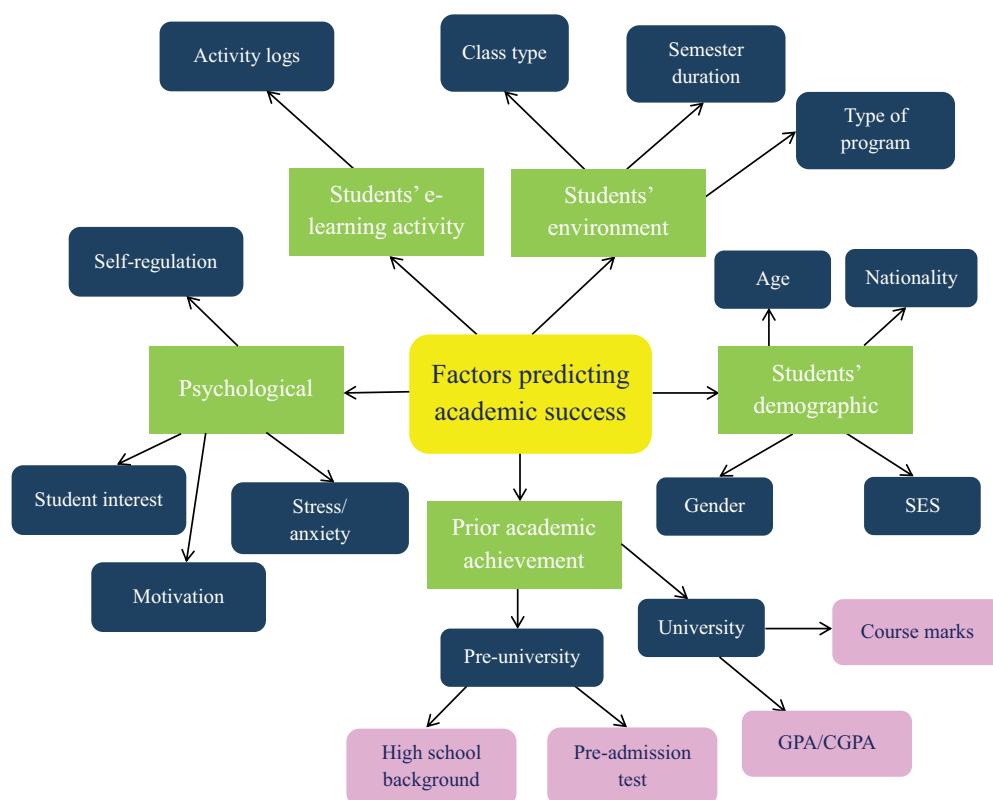 Activity logs
Class type
Semester
duration
Type of
program
Students’ e-
learning activity
Students’
environment
Self-regulation
Age
Nationality
Psychological
Factors predicting
academic success
Students’
demographic
Student interest
Stress/
anxiety
Motivation
Gender
SES
Prior academic
achievement
University
Course marks
Pre-university
GPA/CGPA
High school
background
Pre-admission
test